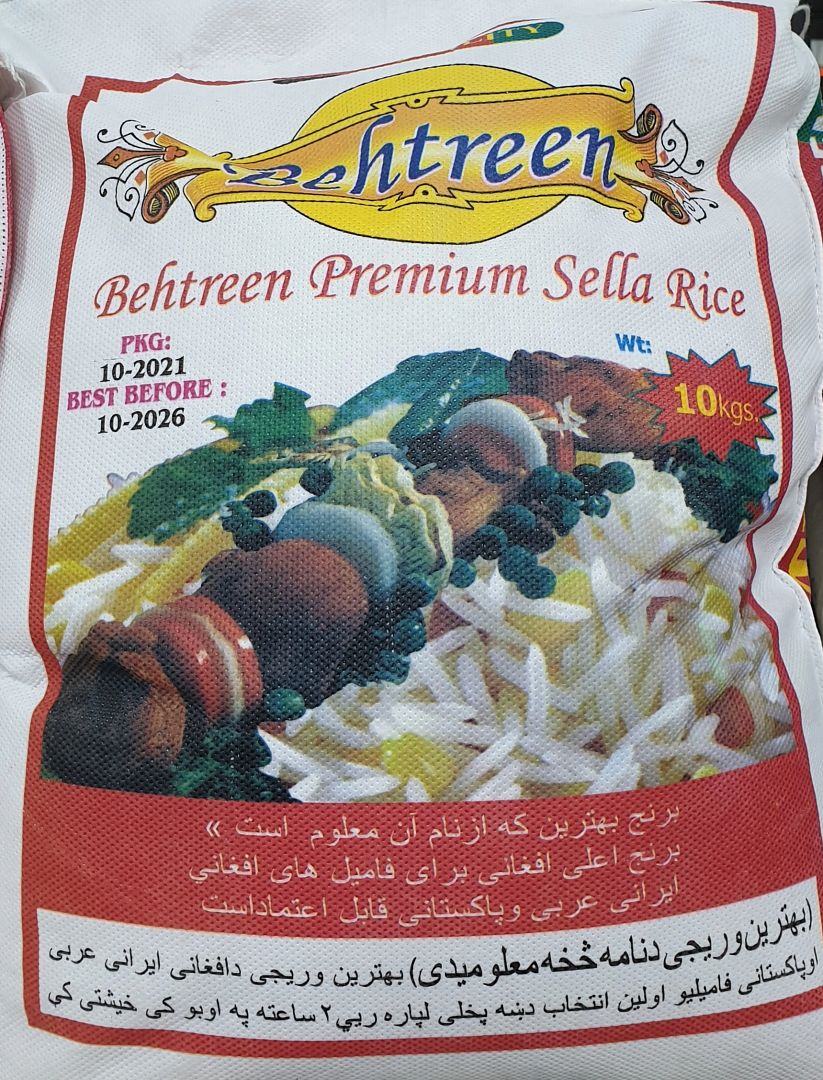 Behtreen
Behtreen Premium Sella Rice
PKG:
10-2021
BEST BEFORE :
10-2026
Wt:
10kgs.
برنج بهترین که ازنام آن معلوم است »
برنج اعلی افغانی برای فامیل های افغاني
ایرانی عربی وپاکستانی قابل اعتماداست
(بهترین وریجی دنامه څخه معلومیدی) بهترین وریجی دافغانی ایرانی عربی
اوپاکستانی فامیلیو اولین انتخاب دښه پخلی لپاره ریي ۲ ساعته په اوبو کی خیشتی کي